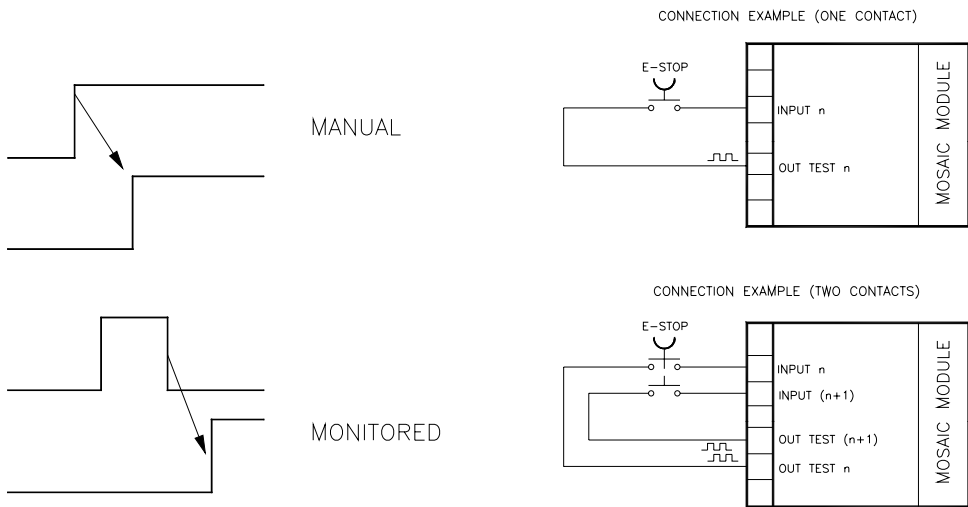 MANUAL
MONITORED
CONNECTION EXAMPLE (ONE CONTACT)
E-STOP
INPUT n
OUT TEST n
MOSAIC MODULE
CONNECTION EXAMPLE (TWO CONTACTS)
E-STOP
INPUT n
INPUT (n+1)
OUT TEST (n+1)
OUT TEST n
MOSAIC MODULE